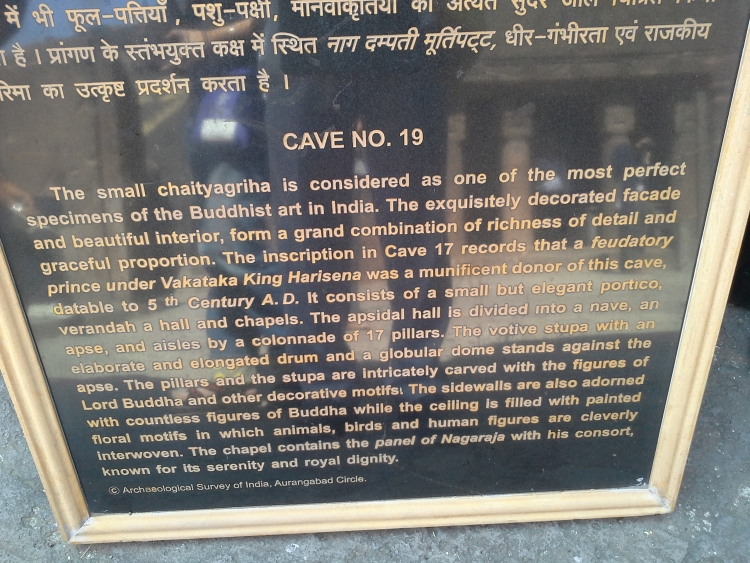 में भी फूल-पत्तियाँ, पशु-पक्षी, मानवाकृतियों का अत्यंत सुंदर
है । प्रांगण के स्तंभयुक्त कक्ष में स्थित नाग दम्पती मूर्तिपट्ट, धीर-गंभीरता एवं राजकीय
रिमा का उत्कृष्ट प्रदर्शन करता है ।
CAVE NO. 19
The small chaityagriha is considered as one of the most perfect
specimens of the Buddhist art in India. The exquisitely decorated facade
and beautiful interior, form a grand combination of richness of detail and
graceful proportion. The inscription in Cave 17 records that a feudatory
prince under Vakataka King Harisena was a munificent donor of this cave,
datable to 5 th Century A.D. It consists of a small but elegant portico,
verandah a hall and chapels. The apsidal hall is divided into a nave, an
apse, and aisles by a colonnade of 17 pillars. The votive stupa with an
elaborate and elongated drum and a globular dome stands against the
apse. The pillars and the stupa are intricately carved with the figures of
Lord Buddha and other decorative motifs. The sidewalls are also adorned
with countless figures of Buddha while the ceiling is filled with painted
floral motifs in which animals, birds and human figures are cleverly
interwoven. The chapel contains the panel of Nagaraja with his consort,
known for its serenity and royal dignity.
© Archaeological Survey of India, Aurangabad Circle.